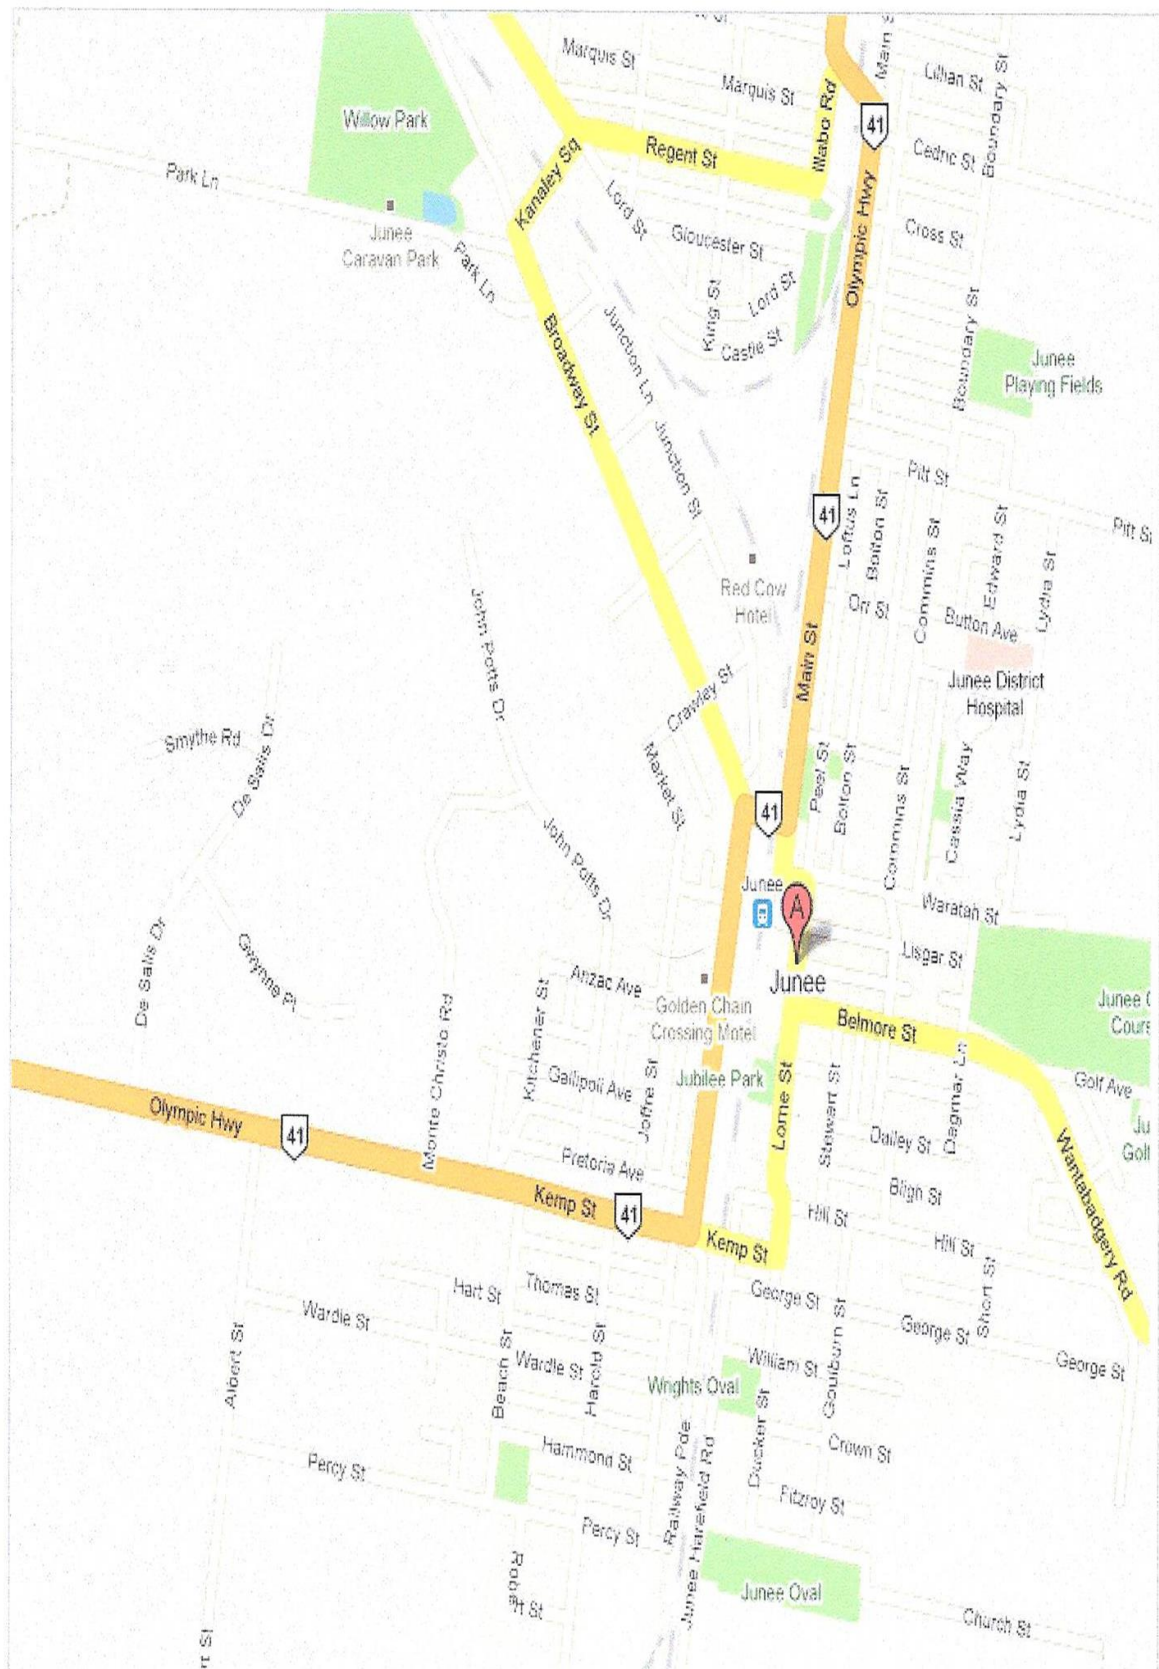 Marquis St
Marquis St
Main S
Lillian St
Boundary St
Willow Park
Illabo Rd
41
Cedric St
Regent St
Kanaley Sq
Park Ln
Junee
Caravan Park
Lord St
Gloucester St
Olympic Hwy
Cross St
Park Ln
King St
Lord St
Castle St
Boundary St
Junee
Playing Fields
Broadway St
Junction Ln
Junction St
Pitt St
41
Loftus Ln
Bolton St
Commins St
Edward St
Pitt St
Lydia St
Red Cow
Hotel
Orr St
Button Ave
John Potts Dr
Main St
Junee District
Hospital
Crawley St
Smythe Rd
De Salis Dr
Market St
Peel St
Bolton St
Commins St
Cassia Way
Lydia St
41
John Potts Dr
Junee
A
Waratah St
Lisgar St
De Salis Dr
Gwynne Pl
Anzac Ave
Junee
Golden Chain
Crossing Motel
Belmore St
Junee G
Cours
Monte Christo Rd
Kitchener St
Gallipoli Ave
Joffre St
Jubilee Park
Lorne St
Stewart St
Dagmar Ln
Golf Ave
Ju
Golf
Olympic Hwy
41
Pretoria Ave
Dalley St
Wantabadgery Rd
Kemp St
41
Bligh St
Hill St
Hill St
Kemp St
Short St
Hart St
Thomas St
George St
George St
George St
Wardle St
Albert St
Beach St
Wardle St
Harold St
Goulburn St
William St
Wrights Oval
Ducker St
Hammond St
Railway Pde
Junee Harefield Rd
Crown St
Percy St
Fitzroy St
Percy St
Junee Oval
Church St
rt St